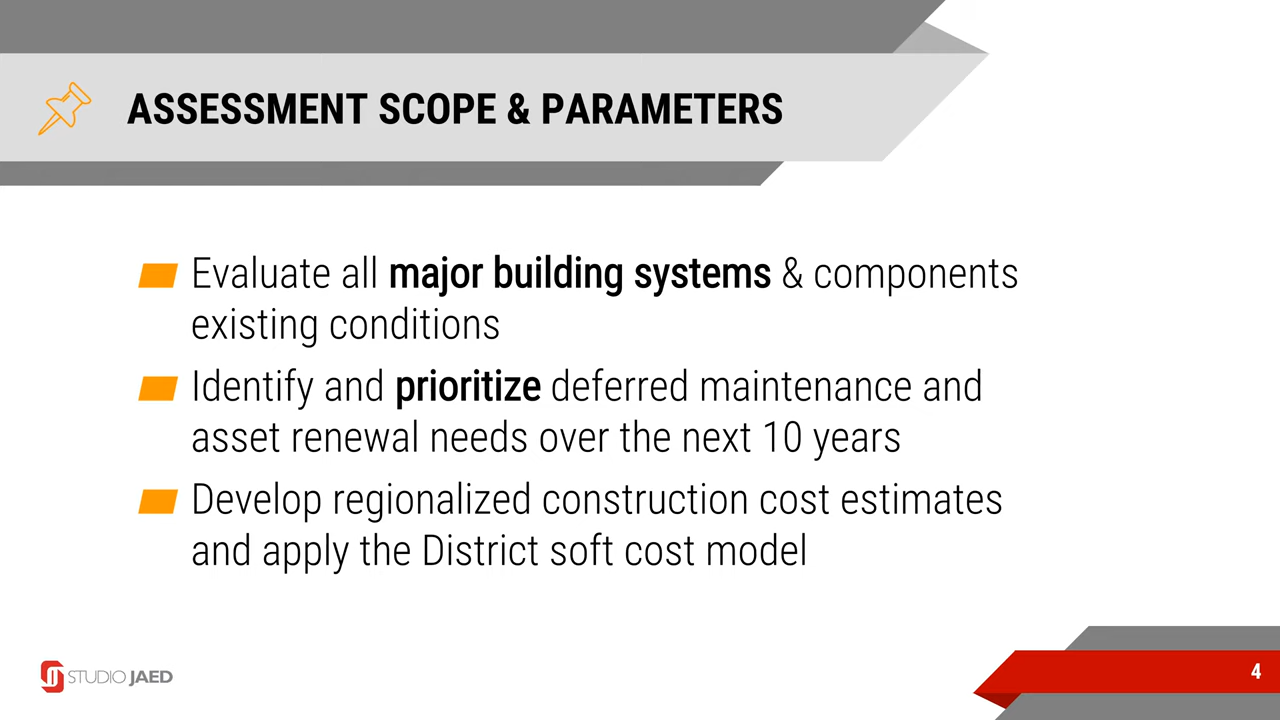 ASSESSMENT SCOPE & PARAMETERS
Evaluate all major building systems & components
existing conditions
Identify and prioritize deferred maintenance and
asset renewal needs over the next 10 years
Develop regionalized construction cost estimates
and apply the District soft cost model
STUDIO JAED
4